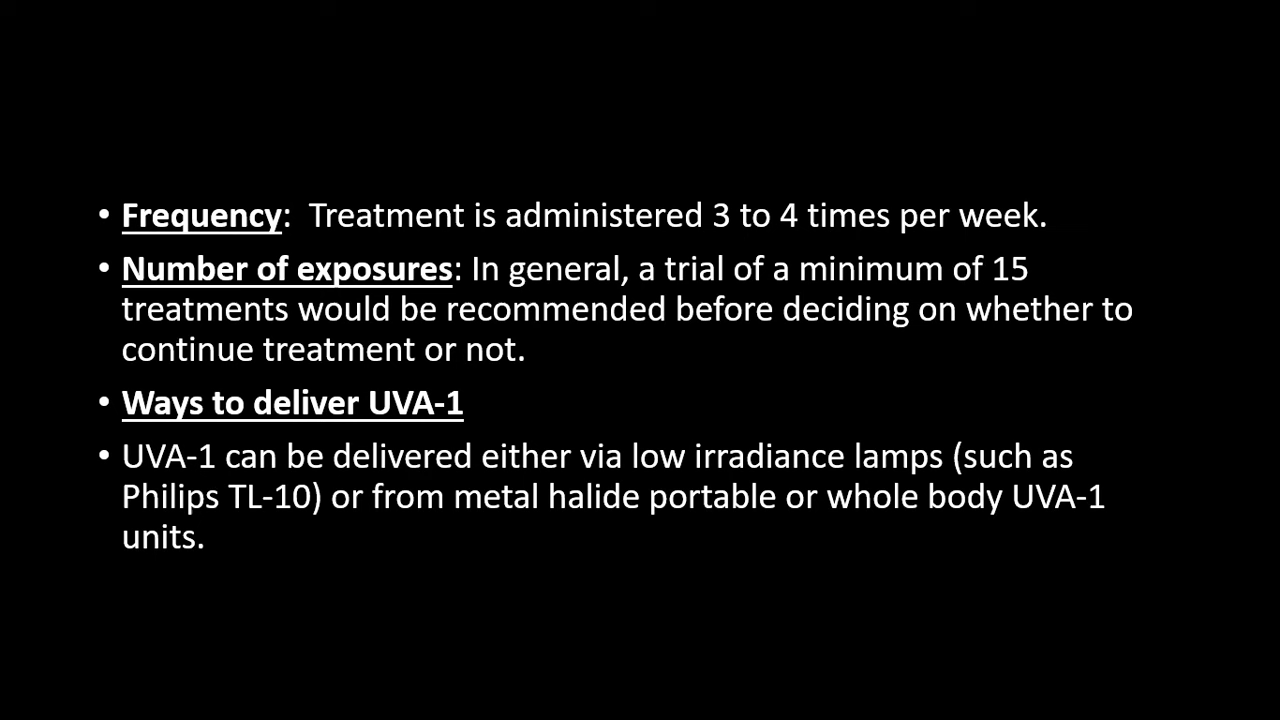 • Frequency:  Treatment is administered 3 to 4 times per week.
• Number of exposures: In general, a trial of a minimum of 15
treatments would be recommended before deciding on whether to
continue treatment or not.
• Ways to deliver UVA-1
• UVA-1 can be delivered either via low irradiance lamps (such as
Philips TL-10) or from metal halide portable or whole body UVA-1
units.